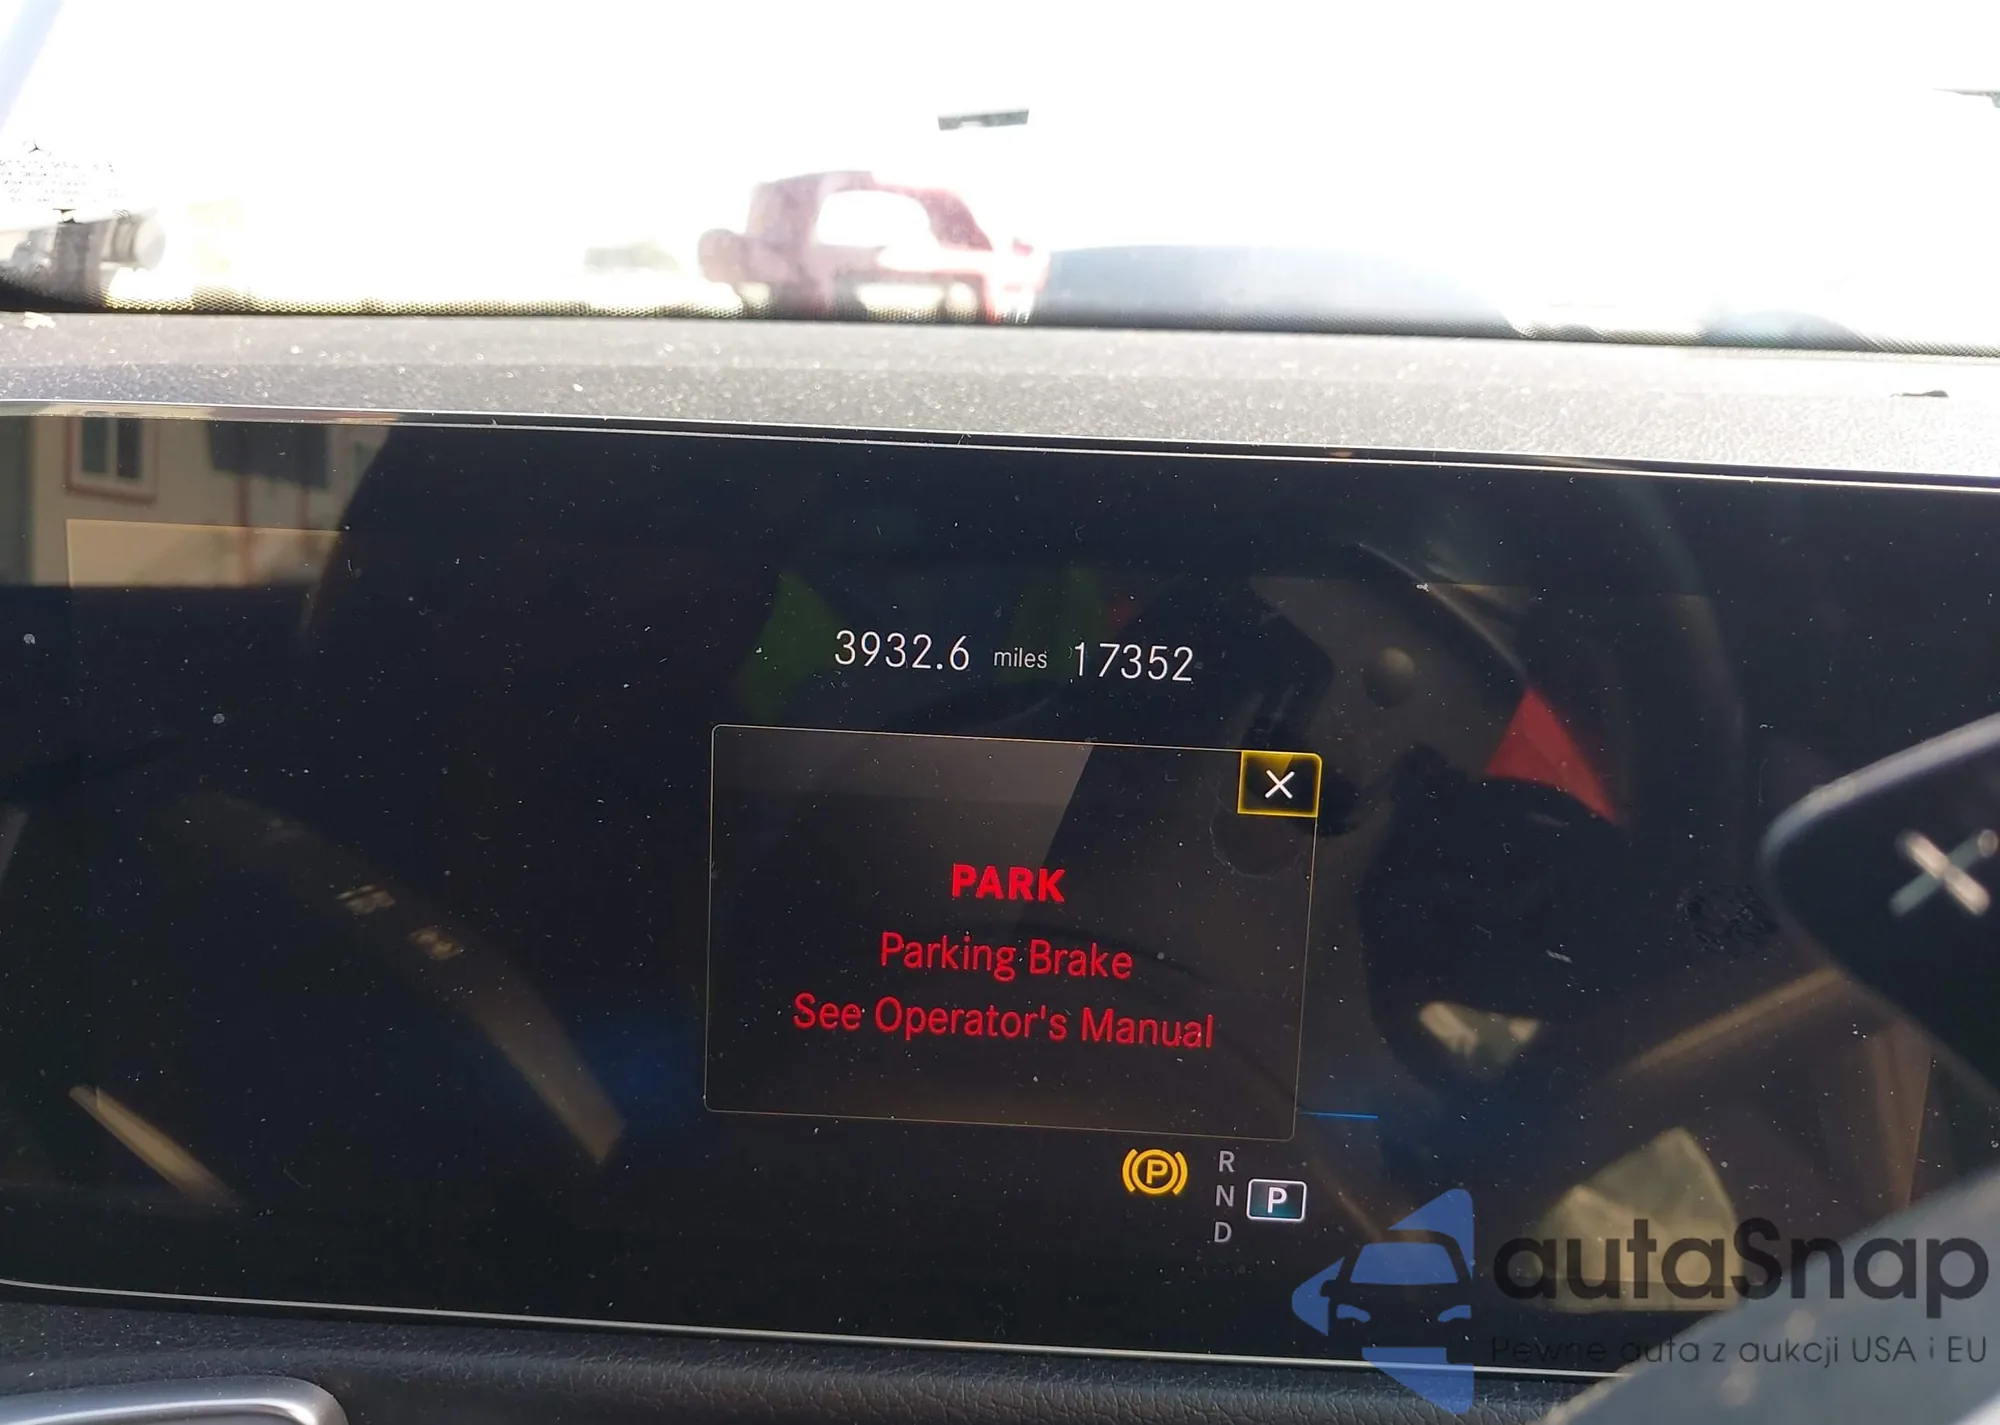 3932.6 miles 17352
×
PARK
Parking Brake
See Operator's Manual
P
R
N
D
P
autaSnap
Pewne auta z aukcji USA i EU